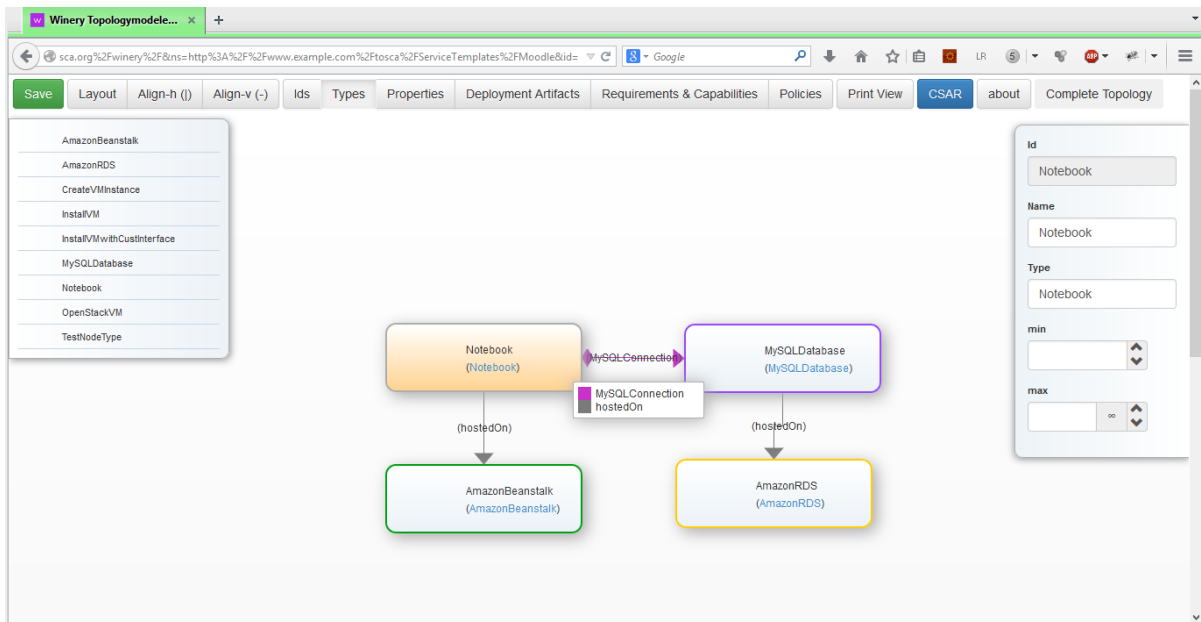 Winery Topologymodele... × +
sca.org%2Fwinery%2F&ns=http%3A%2F%2Fwww.example.com%2Ftosca%2FServiceTemplates%2FMoodle&id= Google LR 5 ABP
Save Layout Align-h (|) Align-v (-) Ids Types Properties Deployment Artifacts Requirements & Capabilities Policies Print View CSAR about Complete Topology
AmazonBeanstalk
AmazonRDS
CreateVMInstance
InstallVM
InstallVMwithCustInterface
MySQLDatabase
Notebook
OpenStackVM
TestNodeType
Notebook
(Notebook)
MySQLConnection
MySQLDatabase
(MySQLDatabase)
MySQLConnection
hostedOn
(hostedOn)
(hostedOn)
AmazonBeanstalk
(AmazonBeanstalk)
AmazonRDS
(AmazonRDS)
Id
Notebook
Name
Notebook
Type
Notebook
min
max
∞